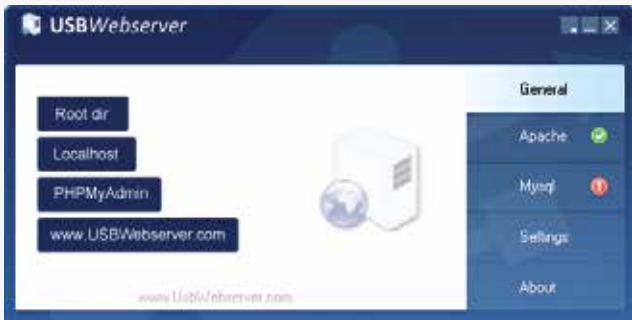 USBWebserver
General
Root dir
Apache
Localhost
Mysql
PHPMyAdmin
www.USBWebserver.com
Settings
About
www.UsbWebserver.com